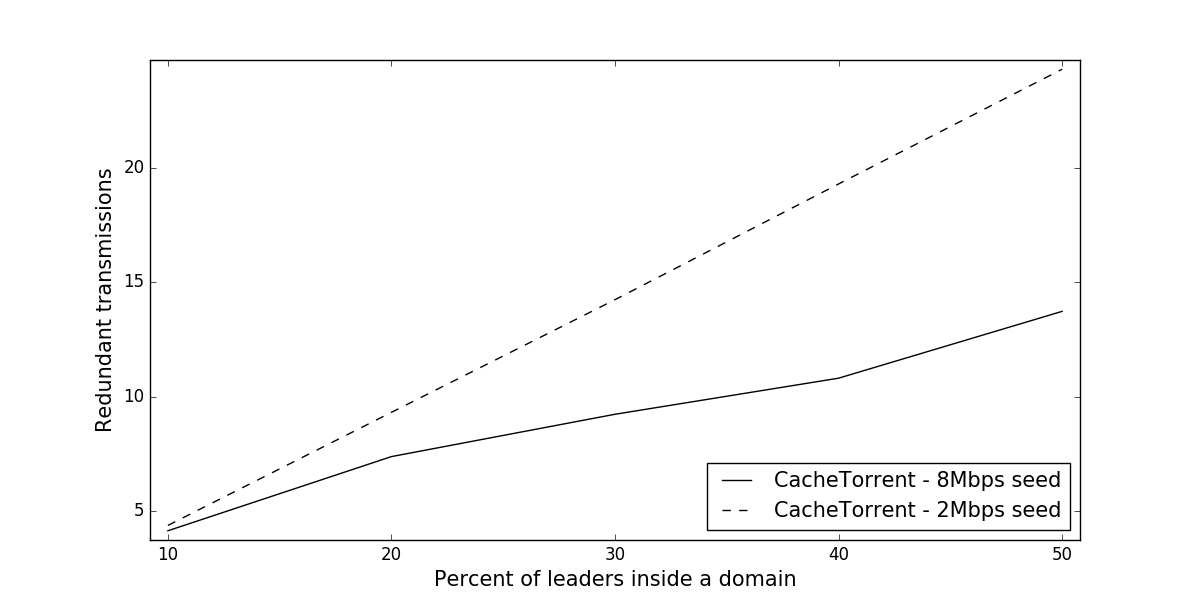 Redundant transmissions
20
15
10
5
10 20 30 40 50
Percent of leaders inside a domain
CacheTorrent - 8Mbps seed
CacheTorrent - 2Mbps seed